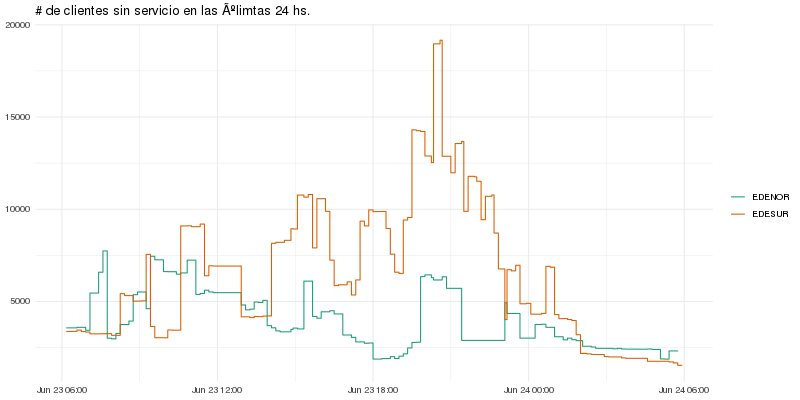 # de clientes sin servicio en las Ãºlimtas 24 hs.
20000
15000
10000
5000
EDENOR
EDESUR
Jun 23 06:00
Jun 23 12:00
Jun 23 18:00
Jun 24 00:00
Jun 24 06:00